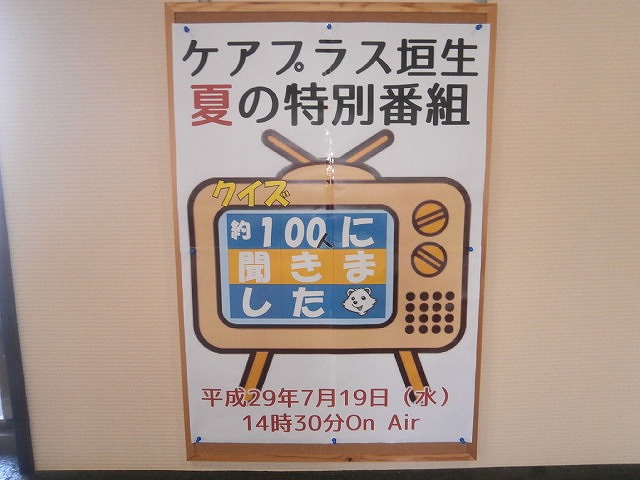 ケアプラス垣生
夏の特別番組
クイズ
約100人に
聞きま
した
平成29年7月19日（水）
14時30分On Air